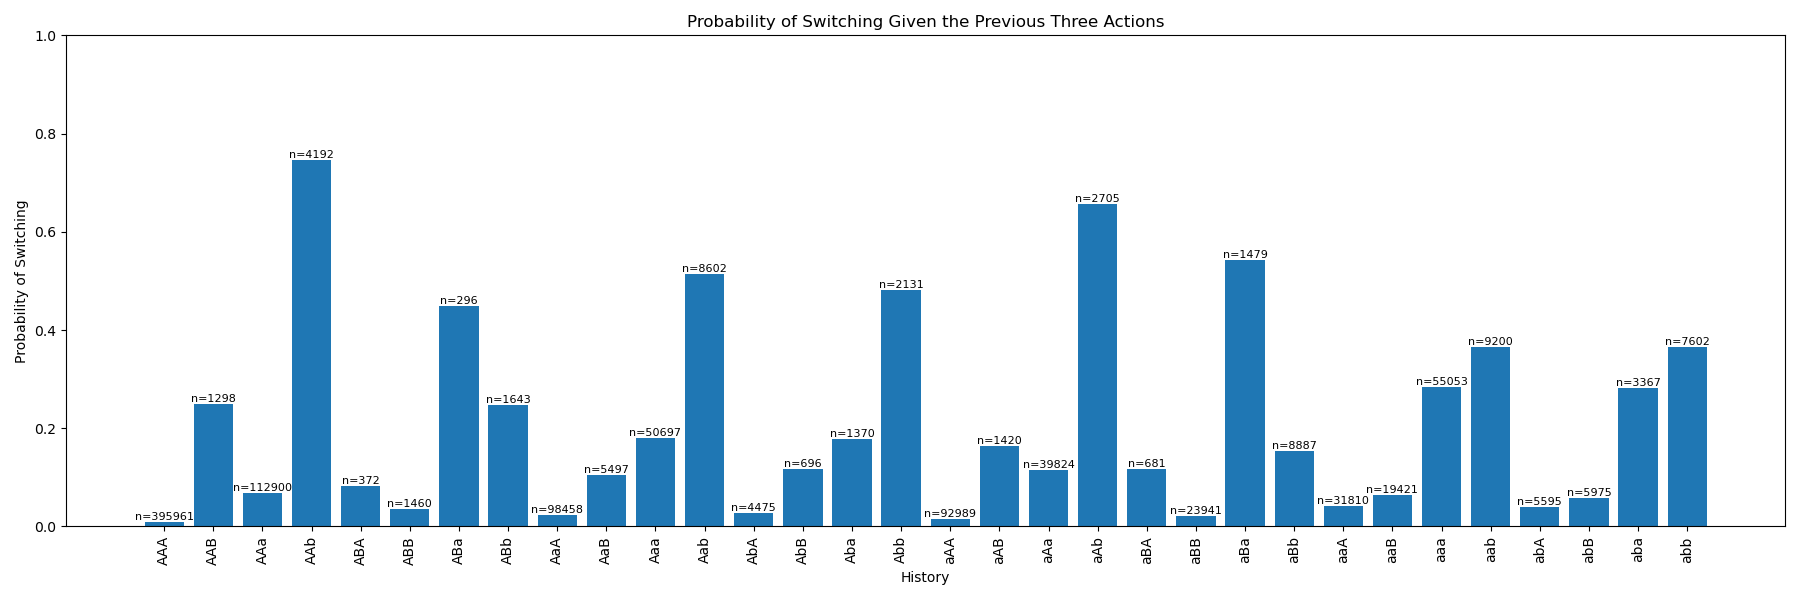 Probability of Switching Given the Previous Three Actions
1.0
0.8
0.6
0.4
0.2
0.0
Probability of Switching
n=395961
n=1298
n=112900
n=4192
n=372
n=1460
n=296
n=1643
n=98458
n=5497
n=50697
n=8602
n=4475
n=696
n=1370
n=2131
n=92989
n=1420
n=39824
n=2705
n=681
n=23941
n=1479
n=8887
n=31810
n=19421
n=55053
n=9200
n=5595
n=5975
n=3367
n=7602
AAA
AAB
AAa
AAb
ABA
ABB
ABa
ABb
AaA
AaB
Aaa
Aab
AbA
AbB
Aba
Abb
aAA
aAB
aAa
aAb
aBA
aBB
aBa
aBb
aaA
aaB
aaa
aab
abA
abB
aba
abb
History